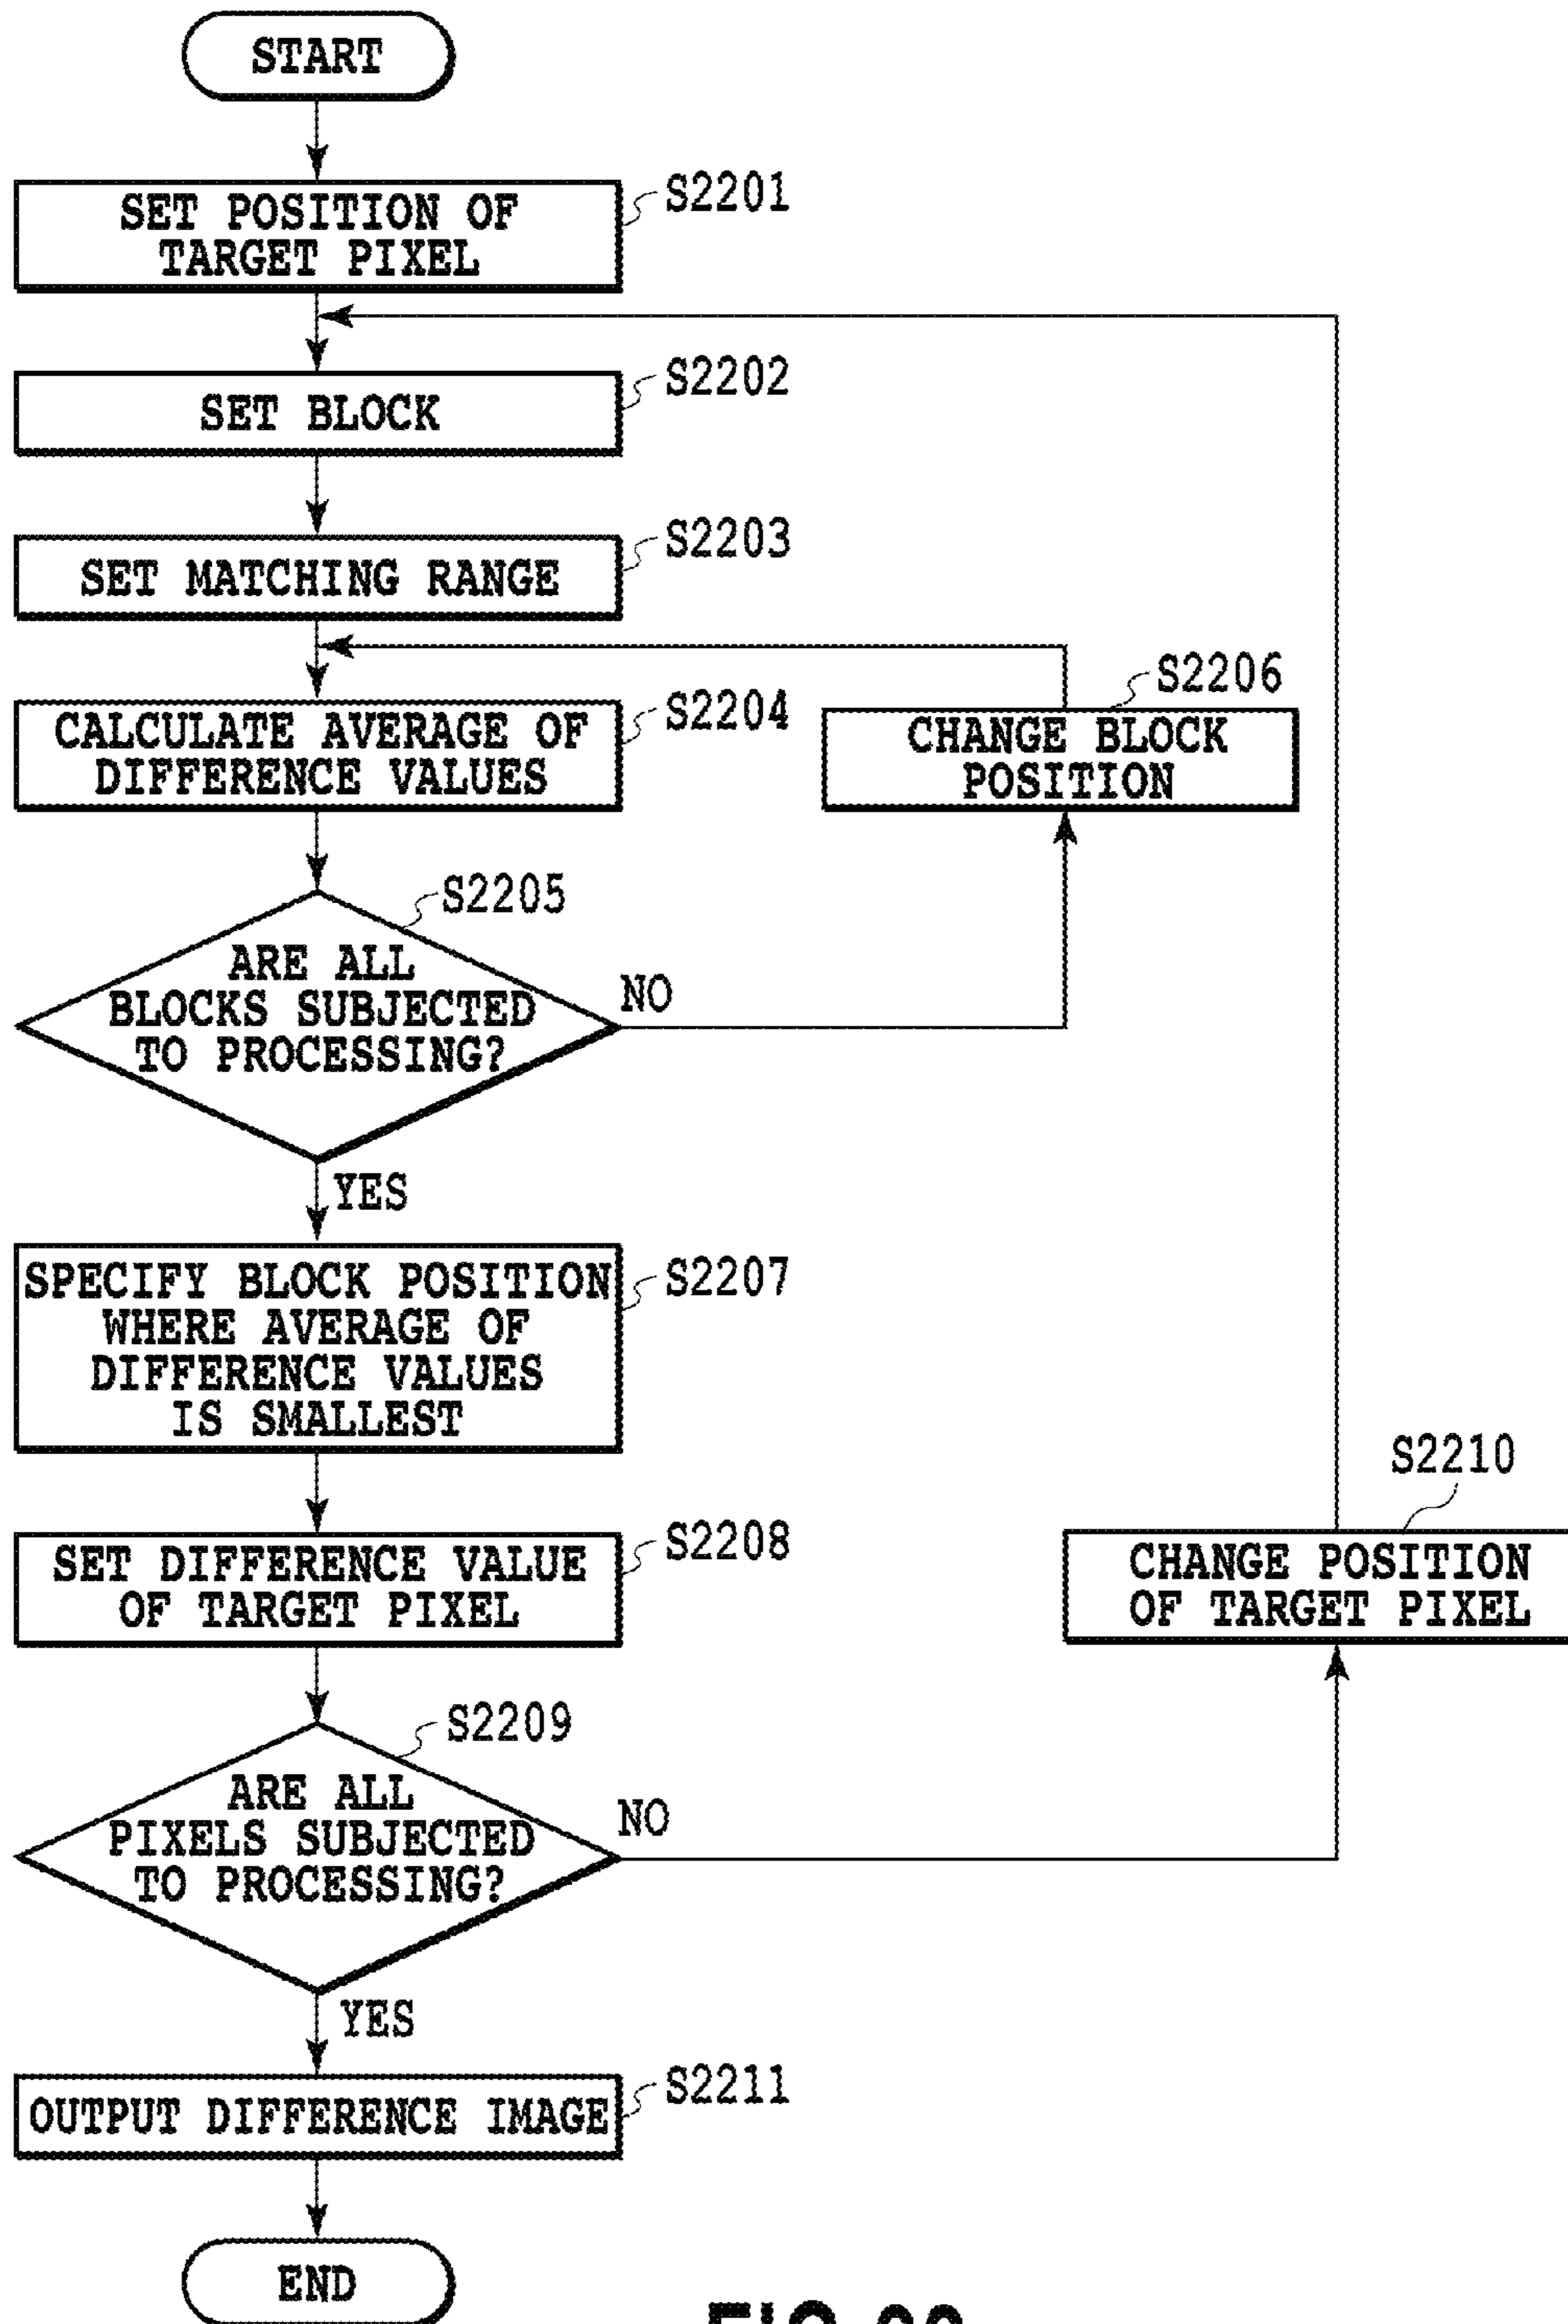 START
S2201
SET POSITION OF
TARGET PIXEL
S2202
SET BLOCK
S2203
SET MATCHING RANGE
S2204
CALCULATE AVERAGE OF
DIFFERENCE VALUES
S2206
CHANGE BLOCK
POSITION
S2205
ARE ALL
BLOCKS SUBJECTED
TO PROCESSING?
NO
YES
S2207
SPECIFY BLOCK POSITION
WHERE AVERAGE OF
DIFFERENCE VALUES
IS SMALLEST
S2208
SET DIFFERENCE VALUE
OF TARGET PIXEL
S2210
CHANGE POSITION
OF TARGET PIXEL
S2209
ARE ALL
PIXELS SUBJECTED
TO PROCESSING?
NO
YES
S2211
OUTPUT DIFFERENCE IMAGE
END